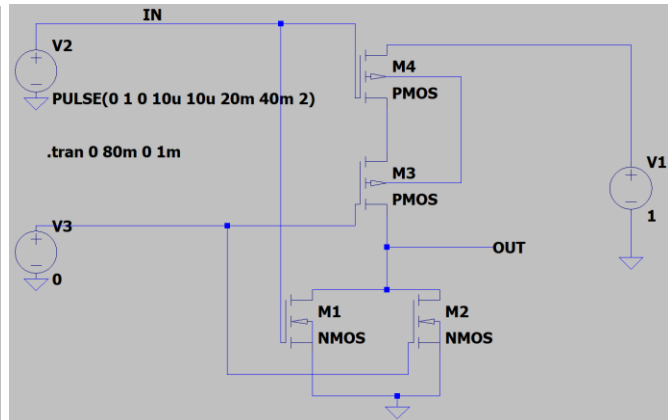 IN
V2
PULSE(0 1 0 10u 10u 20m 40m 2)
.tran 0 80m 0 1m
M4
PMOS
M3
PMOS
V1
1
V3
0
OUT
M1
NMOS
M2
NMOS